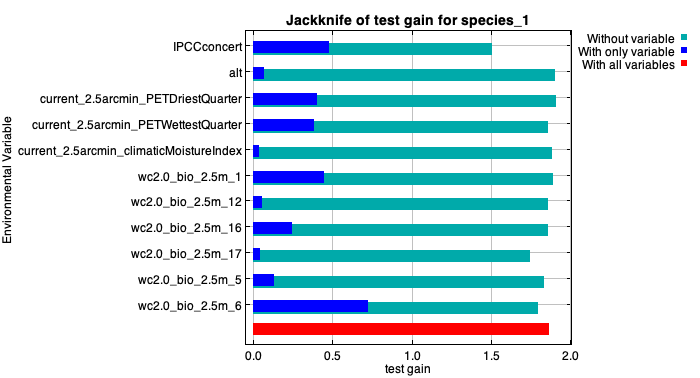 Jackknife of test gain for species_1
Without variable
With only variable
With all variables
Environmental Variable
IPCCconcert
alt
current_2.5arcmin_PETDriestQuarter
current_2.5arcmin_PETWettestQuarter
current_2.5arcmin_climaticMoistureIndex
wc2.0_bio_2.5m_1
wc2.0_bio_2.5m_12
wc2.0_bio_2.5m_16
wc2.0_bio_2.5m_17
wc2.0_bio_2.5m_5
wc2.0_bio_2.5m_6
0.0 0.5 1.0 1.5 2.0
test gain